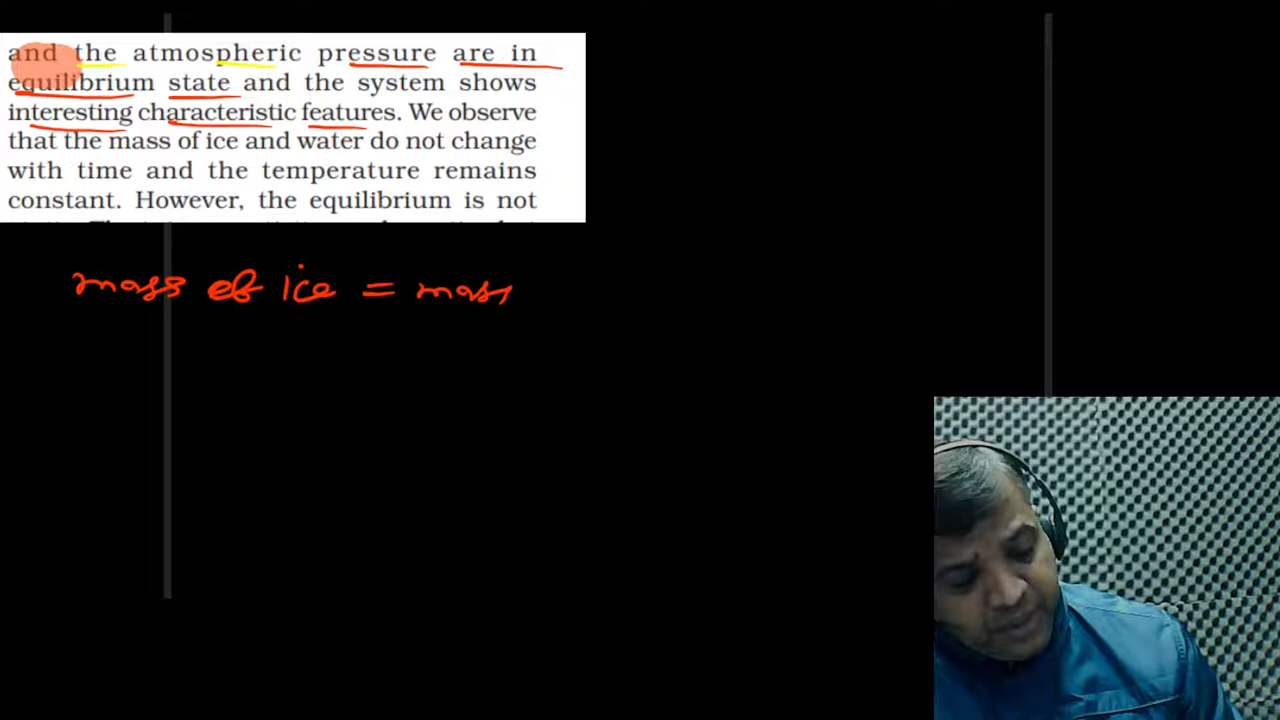 and the atmospheric pressure are in
equilibrium state and the system shows
interesting characteristic features. We observe
that the mass of ice and water do not change
with time and the temperature remains
constant. However, the equilibrium is not
mass of ice = mass